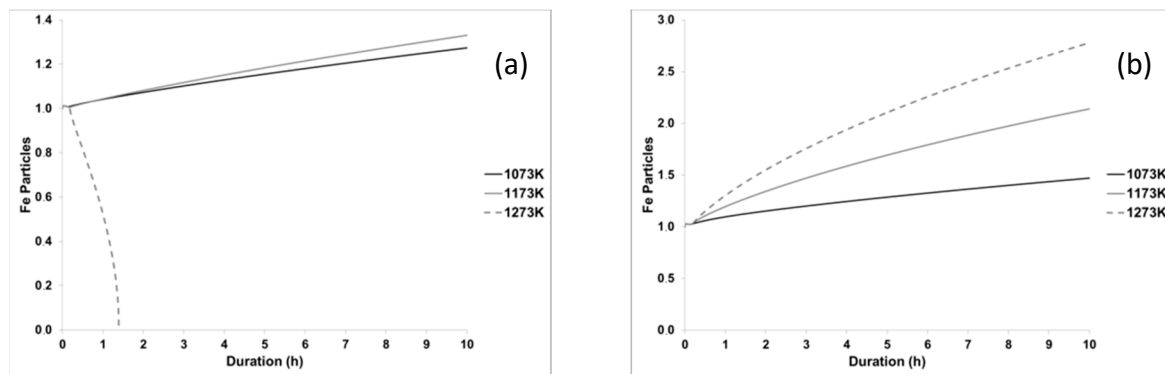 1.4
1.2
1.0
0.8
0.6
0.4
0.2
0.0
Fe Particles
0 1 2 3 4 5 6 7 8 9 10
Duration (h)
(a)
1073K
1173K
1273K
3.0
2.5
2.0
1.5
1.0
0.5
0.0
Fe Particles
0 1 2 3 4 5 6 7 8 9 10
Duration (h)
(b)
1073K
1173K
1273K